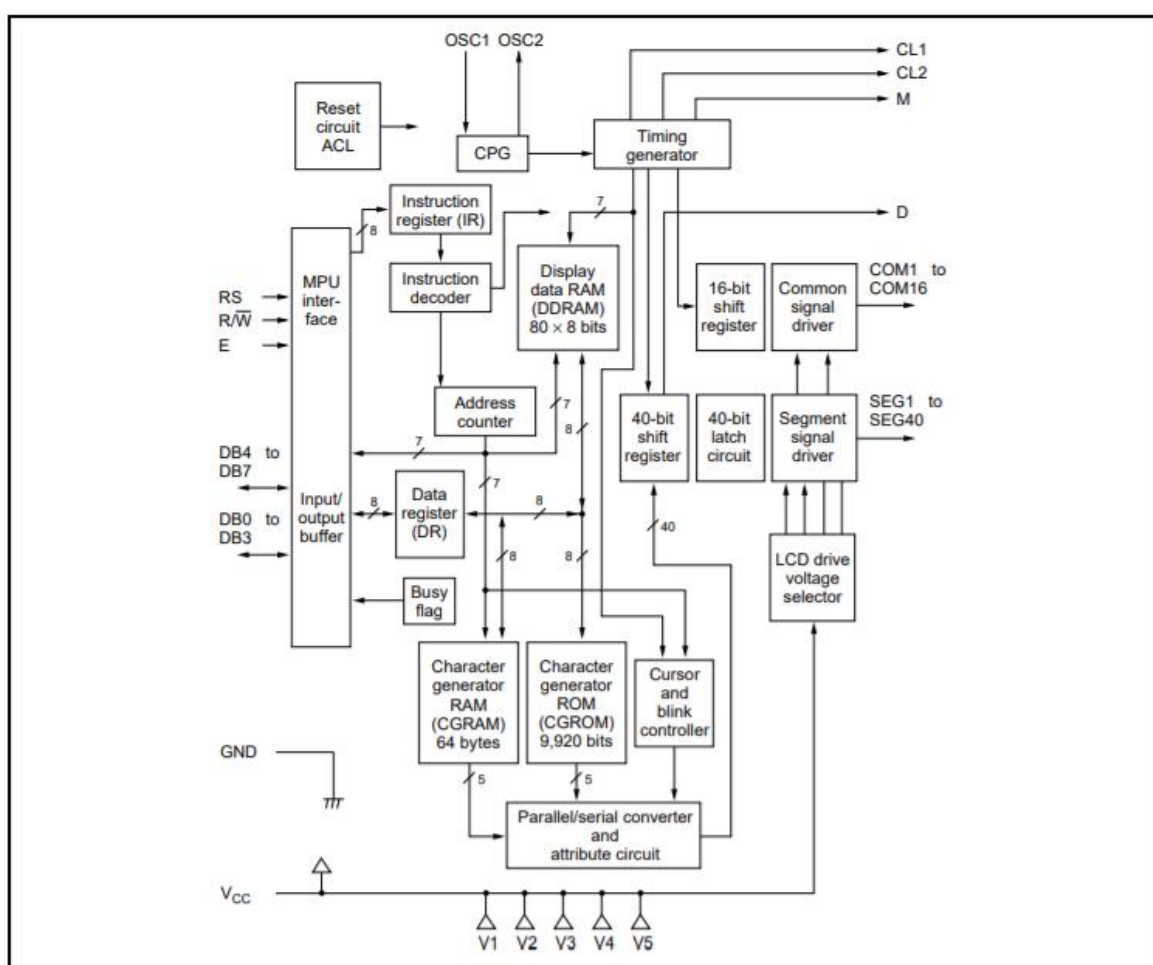 OSC1 OSC2
CL1
CL2
M
Reset
circuit
ACL
CPG
Timing
generator
Instruction
register (IR)
8
7
D
MPU
inter-
face
Instruction
decoder
Display
data RAM
(DDRAM)
80 × 8 bits
16-bit
shift
register
Common
signal
driver
COM1 to
COM16
RS
R/W̅
E
Address
counter
7
8
40-bit
shift
register
40-bit
latch
circuit
Segment
signal
driver
SEG1 to
SEG40
DB4 to
DB7
7
7
DB0 to
DB3
Input/
output
buffer
8
Data
register
(DR)
8
8
8
40
LCD drive
voltage
selector
Busy
flag
Character
generator
RAM
(CGRAM)
64 bytes
Character
generator
ROM
(CGROM)
9,920 bits
Cursor
and
blink
controller
GND
5
5
Parallel/serial converter
and
attribute circuit
VCC
V1 V2 V3 V4 V5